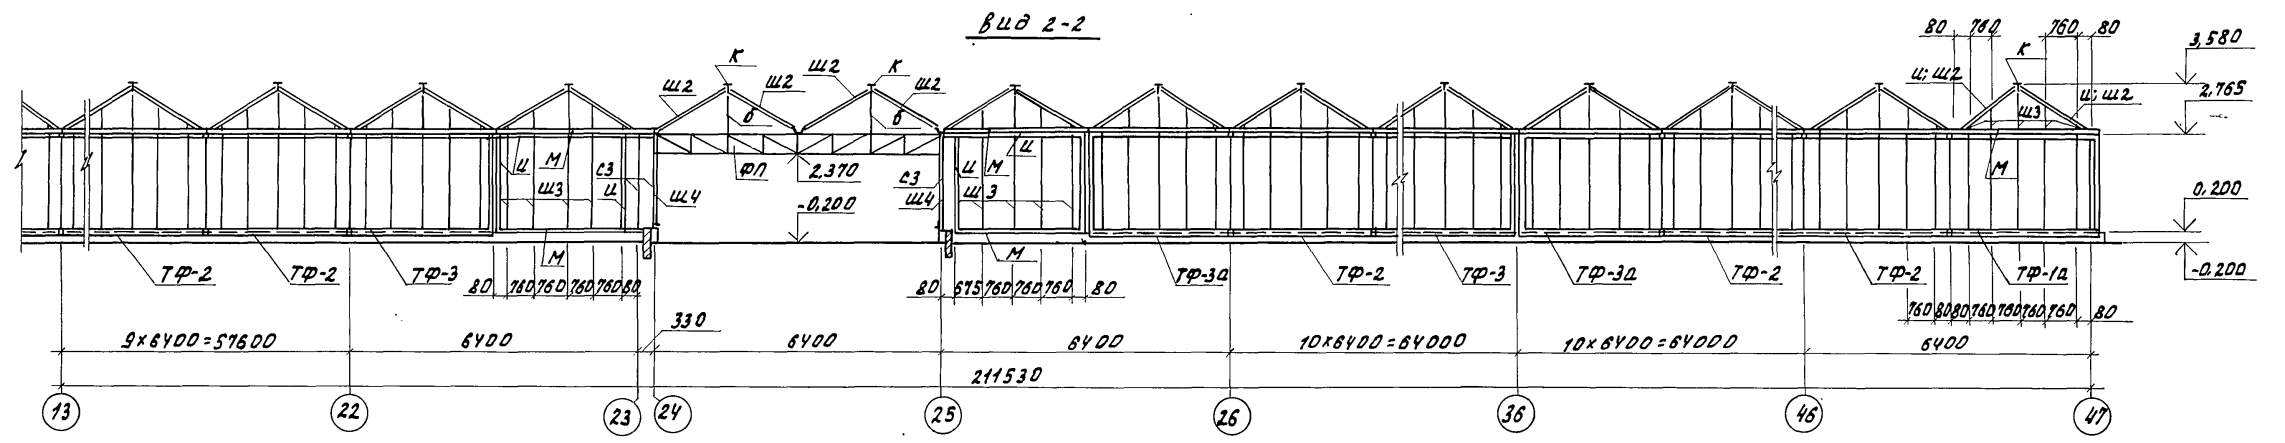 Вид 2-2
80 760 760 80
3,580
К К К
Ш2 Ш2 Ш2 Ш2
и; Ш2 и; Ш2
2,765
б б Ш3
и М С3 ФП 2,370 С3 и М и М
Ш3 и Ш4 Ш4 Ш3
0,200
-0,200
М М
-0,200
ТФ-2 ТФ-2 ТФ-3 ТФ-3а ТФ-2 ТФ-3 ТФ-3а ТФ-2 ТФ-2 ТФ-1а
80 760 760 760 760 80
80 675 760 760 760 80
760 80 80 760 760 760 760 80
330
9×6400=57600 6400 6400 6400 10×6400=64000 10×6400=64000 6400
211530
13 22 23 24 25 26 36 46 47